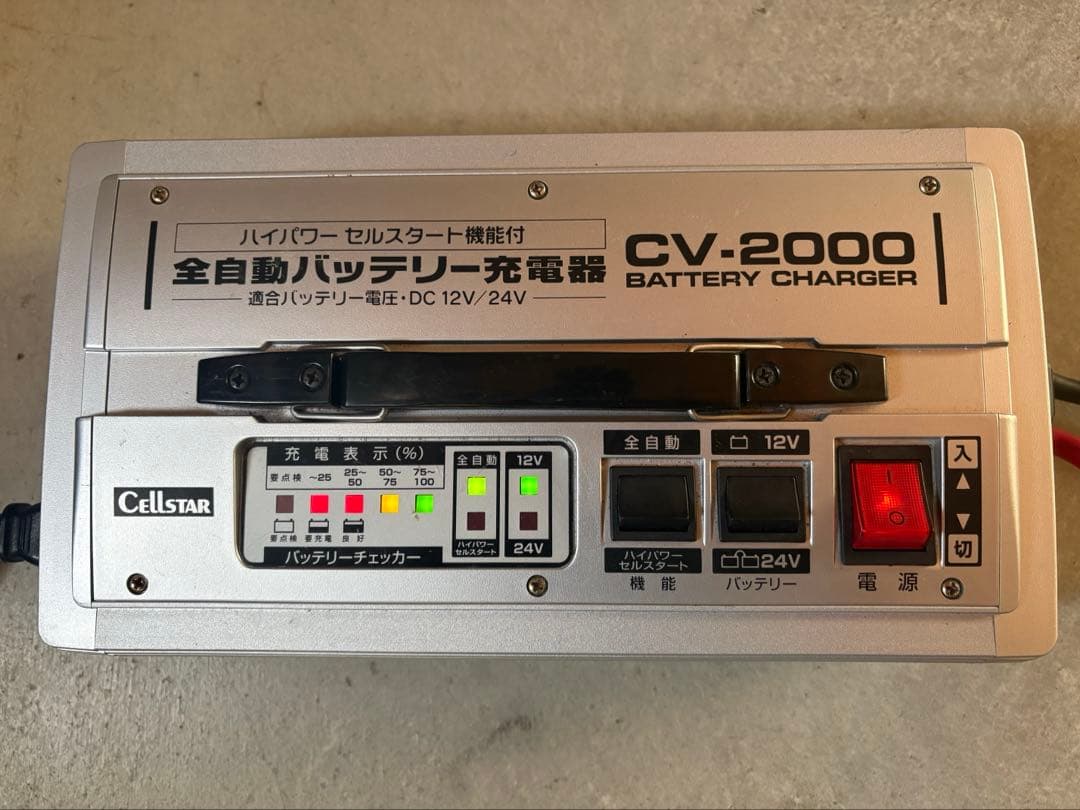 ハイパワー セルスタート機能付
全自動バッテリー充電器
適合バッテリー電圧・DC 12V/24V
CV-2000
BATTERY CHARGER
CELLSTAR
充電表示(%)
要点検 ~25 25~50 50~75 75~100
要点検 要充電 良好
バッテリーチェッカー
全自動
ハイパワー
セルスタート
12V
24V
全自動
ハイパワー
セルスタート
機能
12V
24V
バッテリー
入
切
電源